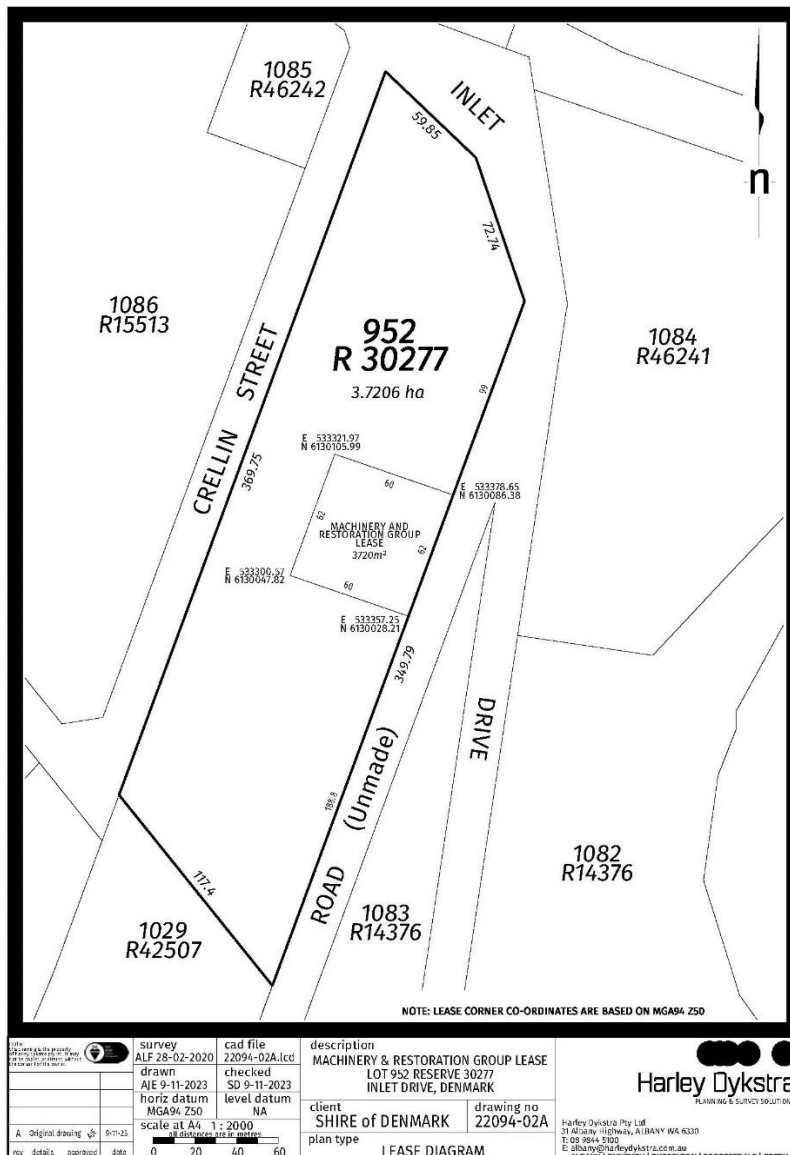 1085
R46242
INLET
59.85
72.74
n
1086
R15513
CRELLIN STREET
952
R 30277
3.7206 ha
1084
R46241
99
369.75
E 533321.97
N 6130105.99
60
E 533378.65
N 6130086.38
62
MACHINERY AND
RESTORATION GROUP
LEASE
3720m²
62
E 533300.57
N 6130047.82
60
E 533357.25
N 6130028.21
349.79
DRIVE
188.8
ROAD (Unmade)
117.4
1082
R14376
1083
R14376
1029
R42507
NOTE: LEASE CORNER CO-ORDINATES ARE BASED ON MGA94 Z50
survey
ALF 28-02-2020
cad file
22094-02A.lcd
drawn
AJE 9-11-2023
checked
SD 9-11-2023
horiz datum
MGA94 Z50
level datum
NA
scale at A4 1 : 2000
all distances are in metres
0 20 40 60
A Original drawing 9-11-23
rev details approved date
description
MACHINERY & RESTORATION GROUP LEASE
LOT 952 RESERVE 30277
INLET DRIVE, DENMARK
client
SHIRE of DENMARK
drawing no
22094-02A
plan type
LEASE DIAGRAM
Harley Dykstra
PLANNING & SURVEY SOLUTION
Harley Dykstra Pty Ltd
31 Albany Highway, ALBANY WA 6330
T: 08 9844 5100
E: albany@harleydykstra.com.au